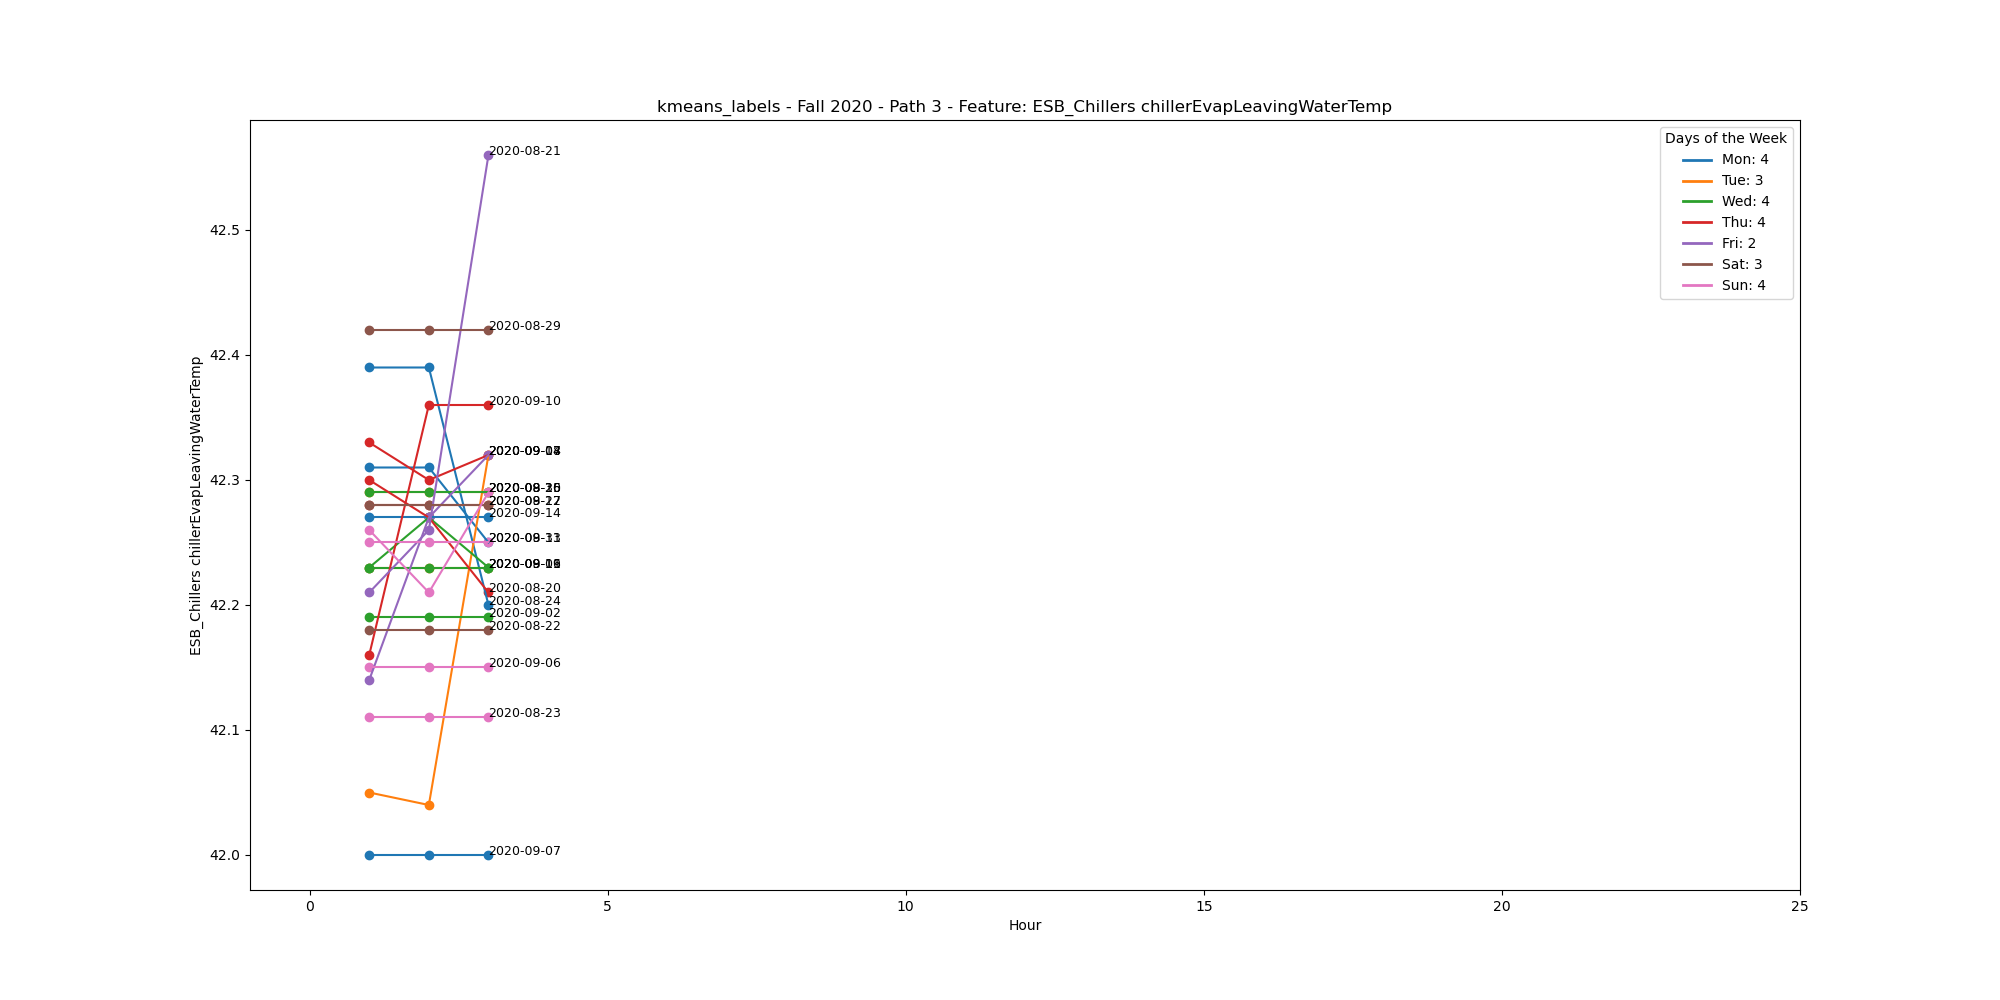 kmeans_labels - Fall 2020 - Path 3 - Feature: ESB_Chillers chillerEvapLeavingWaterTemp
Days of the Week
Mon: 4
Tue: 3
Wed: 4
Thu: 4
Fri: 2
Sat: 3
Sun: 4
ESB_Chillers chillerEvapLeavingWaterTemp
42.5
42.4
42.3
42.2
42.1
42.0
2020-08-21
2020-08-29
2020-09-10
2020-09-14
2020-08-20
2020-08-24
2020-09-02
2020-08-22
2020-09-06
2020-08-23
2020-09-07
0
5
10
15
20
25
Hour